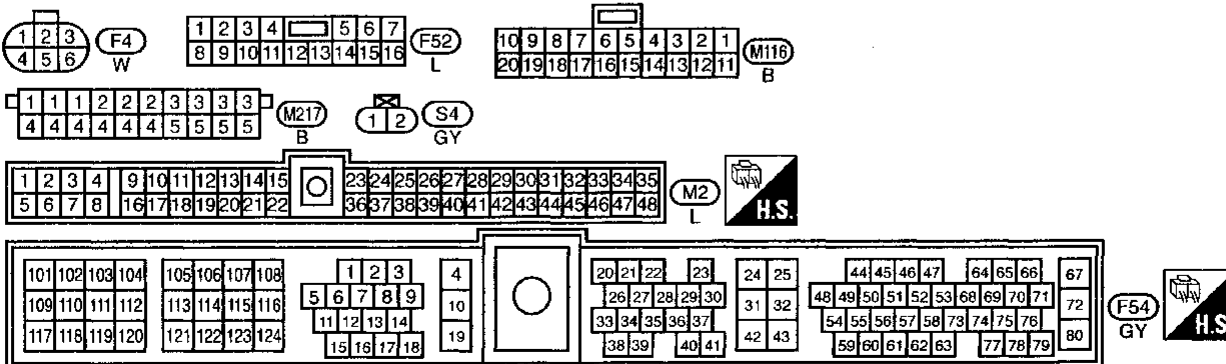 1 2 3
4 5 6
F4
W
1 2 3 4 5 6 7
8 9 10 11 12 13 14 15 16
F52
L
10 9 8 7 6 5 4 3 2 1
20 19 18 17 16 15 14 13 12 11
M116
B
1 1 1 2 2 2 3 3 3 3
4 4 4 4 4 5 5 5 5 5
M217
B
1 2
S4
GY
1 2 3 4 9 10 11 12 13 14 15 23 24 25 26 27 28 29 30 31 32 33 34 35
5 6 7 8 16 17 18 19 20 21 22 36 37 38 39 40 41 42 43 44 45 46 47 48
M2
L
H.S.
101 102 103 104 105 106 107 108 1 2 3 4 20 21 22 23 24 25 44 45 46 47 64 65 66 67
5 6 7 8 9 26 27 28 29 30 48 49 50 51 52 53 68 69 70 71
109 110 111 112 113 114 115 116 10 31 32 72
11 12 13 14 33 34 35 36 37 54 55 56 57 58 73 74 75 76
117 118 119 120 121 122 123 124 15 16 17 18 19 38 39 40 41 42 43 59 60 61 62 63 77 78 79 80
F54
GY
H.S.